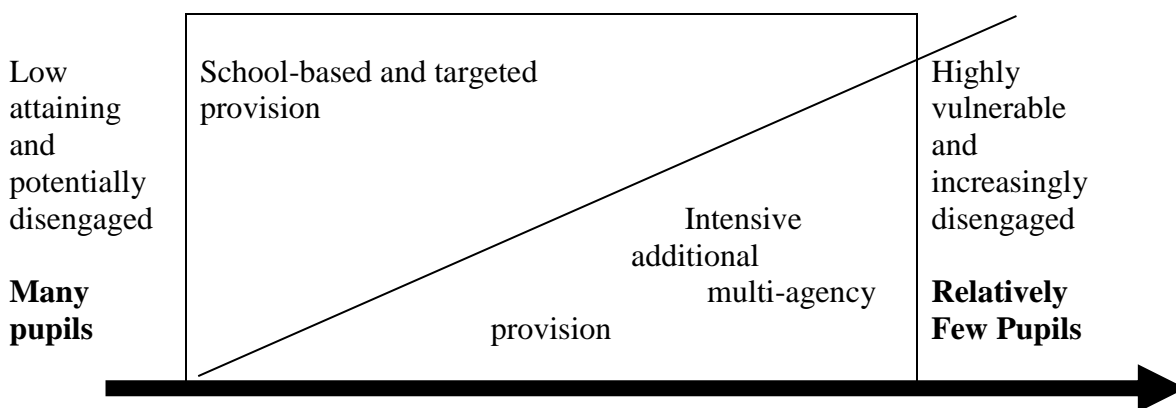 Low
attaining
and
potentially
disengaged
Many
pupils
School-based and targeted
provision
Intensive
additional
multi-agency
provision
Highly
vulnerable
and
increasingly
disengaged
Relatively
Few Pupils